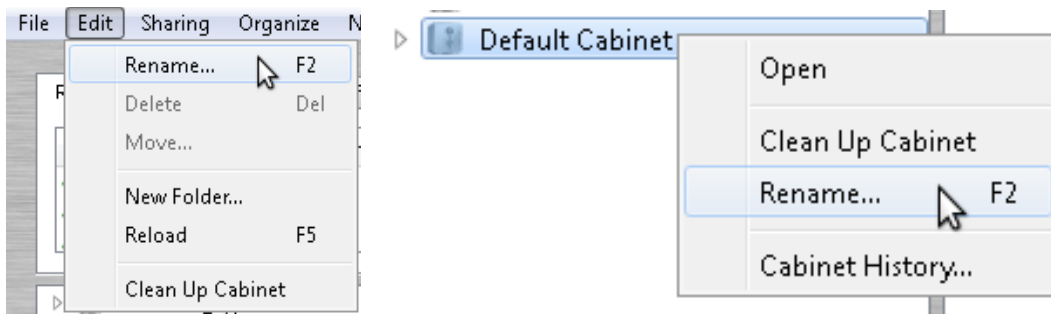 File Edit Sharing Organize N
Rename... F2
Delete Del
Move...
New Folder...
Reload F5
Clean Up Cabinet
Default Cabinet
Open
Clean Up Cabinet
Rename... F2
Cabinet History...